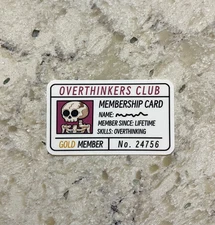 OVERTHINKERS CLUB
MEMBERSHIP CARD
NAME:
MEMBER SINCE: LIFETIME
SKILLS: OVERTHINKING
GOLD MEMBER
No. 24756